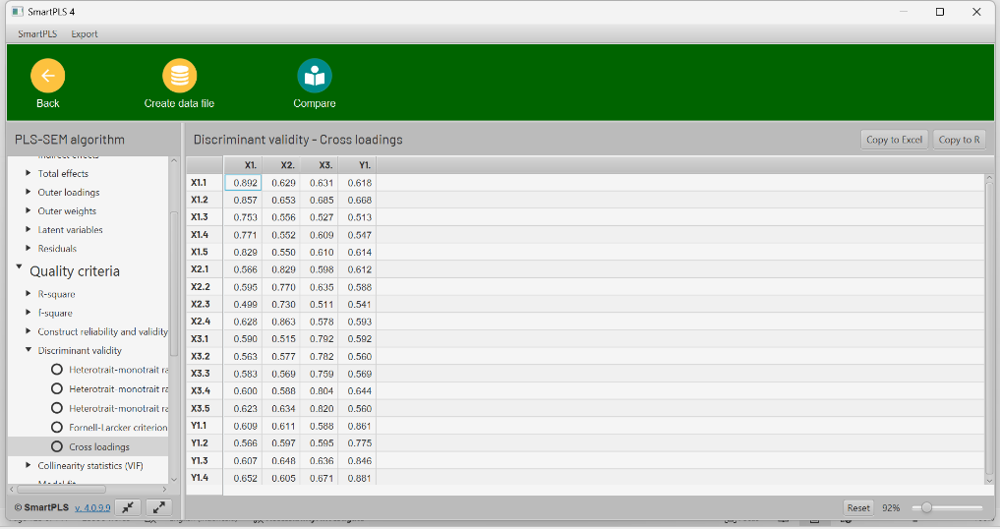 SmartPLS 4
SmartPLS Export
Back Create data file Compare
PLS-SEM algorithm
Indirect effects
Total effects
Outer loadings
Outer weights
Latent variables
Residuals
Quality criteria
R-square
f-square
Construct reliability and validity
Discriminant validity
Heterotrait-monotrait ra
Heterotrait-monotrait ra
Heterotrait-monotrait ra
Fornell-Larcker criterion
Cross loadings
Collinearity statistics (VIF)
Model fit
© SmartPLS v. 4.0.9.9
Discriminant validity - Cross loadings Copy to Excel Copy to R
X1. X2. X3. Y1.
X1.1 0.892 0.629 0.631 0.618
X1.2 0.857 0.653 0.685 0.668
X1.3 0.753 0.556 0.527 0.513
X1.4 0.771 0.552 0.609 0.547
X1.5 0.829 0.550 0.610 0.614
X2.1 0.566 0.829 0.598 0.612
X2.2 0.595 0.770 0.635 0.588
X2.3 0.499 0.730 0.511 0.541
X2.4 0.628 0.863 0.578 0.593
X3.1 0.590 0.515 0.792 0.592
X3.2 0.563 0.577 0.782 0.560
X3.3 0.583 0.569 0.759 0.569
X3.4 0.600 0.588 0.804 0.644
X3.5 0.623 0.634 0.820 0.560
Y1.1 0.609 0.611 0.588 0.861
Y1.2 0.566 0.597 0.595 0.775
Y1.3 0.607 0.648 0.636 0.846
Y1.4 0.652 0.605 0.671 0.881
Reset 92%